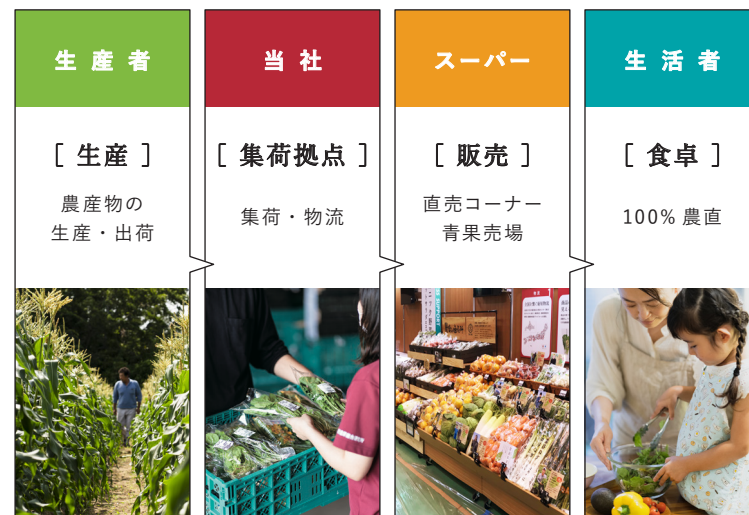 生産者
[ 生産 ]
農産物の
生産・出荷
当社
[ 集荷拠点 ]
集荷・物流
スーパー
[ 販売 ]
直売コーナー
青果売場
生活者
[ 食卓 ]
100% 農直